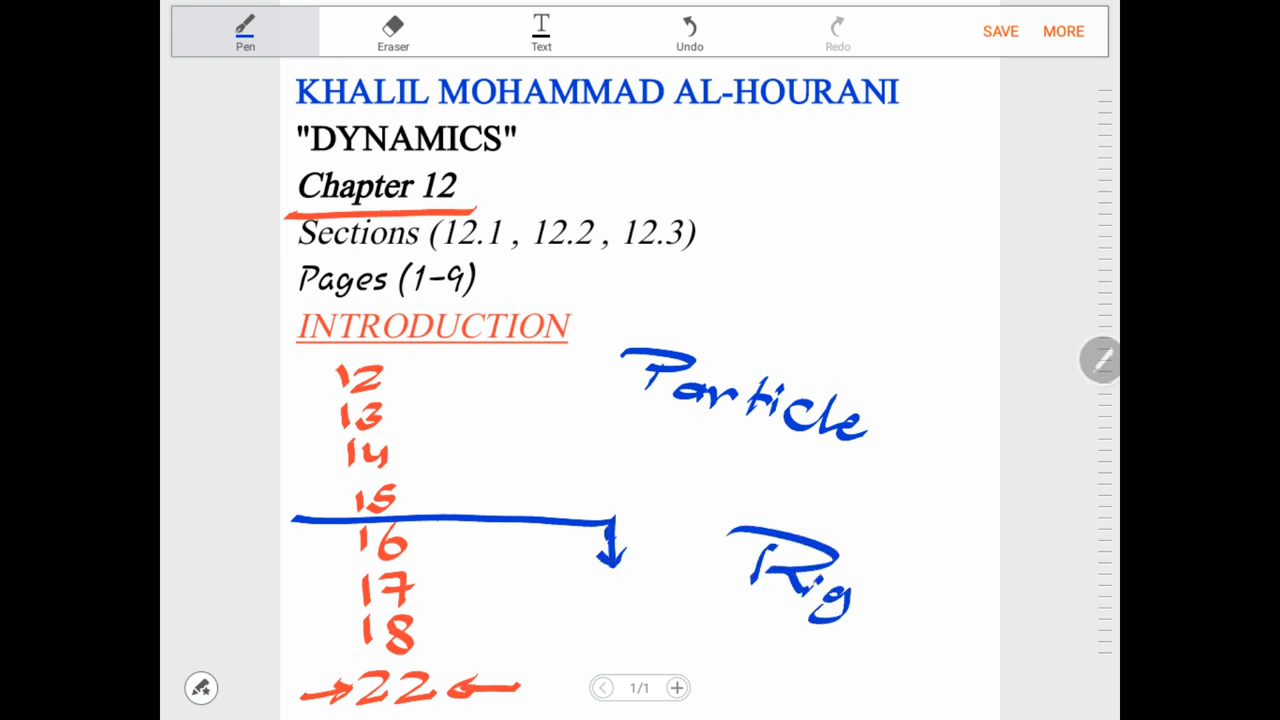 Pen Eraser Text Undo Redo SAVE MORE
KHALIL MOHAMMAD AL-HOURANI
"DYNAMICS"
Chapter 12
Sections (12.1 , 12.2 , 12.3)
Pages (1-9)
INTRODUCTION
12
Particle
13
14
15
16
Rig
17
18
22
1/1